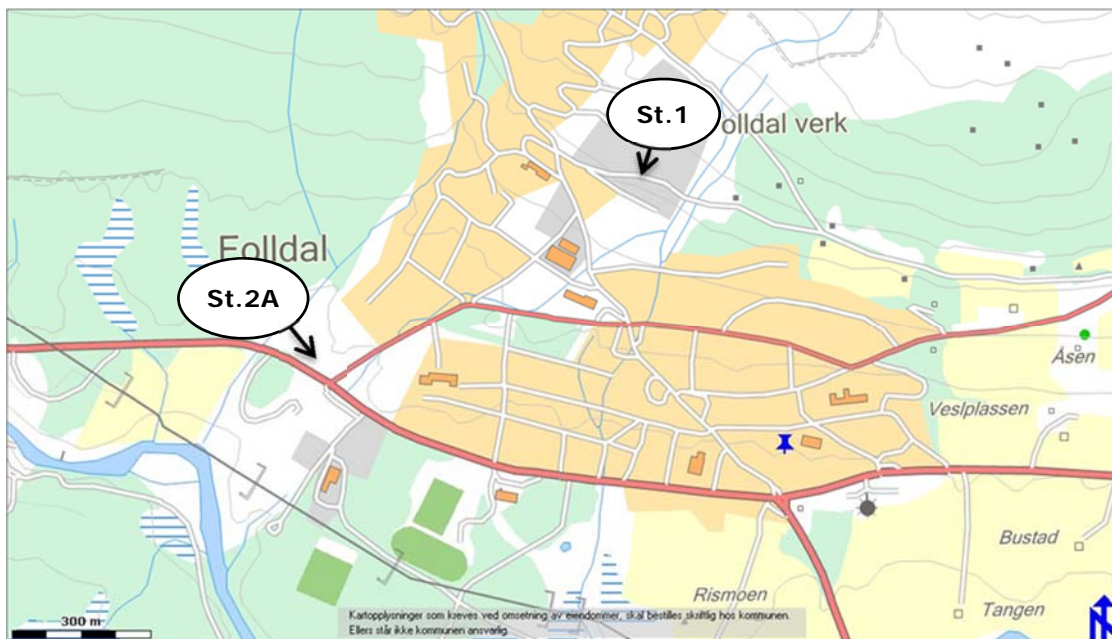 St.1
olldal verk
Folldal
St.2A
Åsen
Veslplassen
Bustad
Rismoen
Tangen
300 m
Kartopplysninger som kreves ved omsetning av eiendommer, skal bestilles skriftlig hos kommunen.
Ellers står ikke kommunen ansvarlig.
N